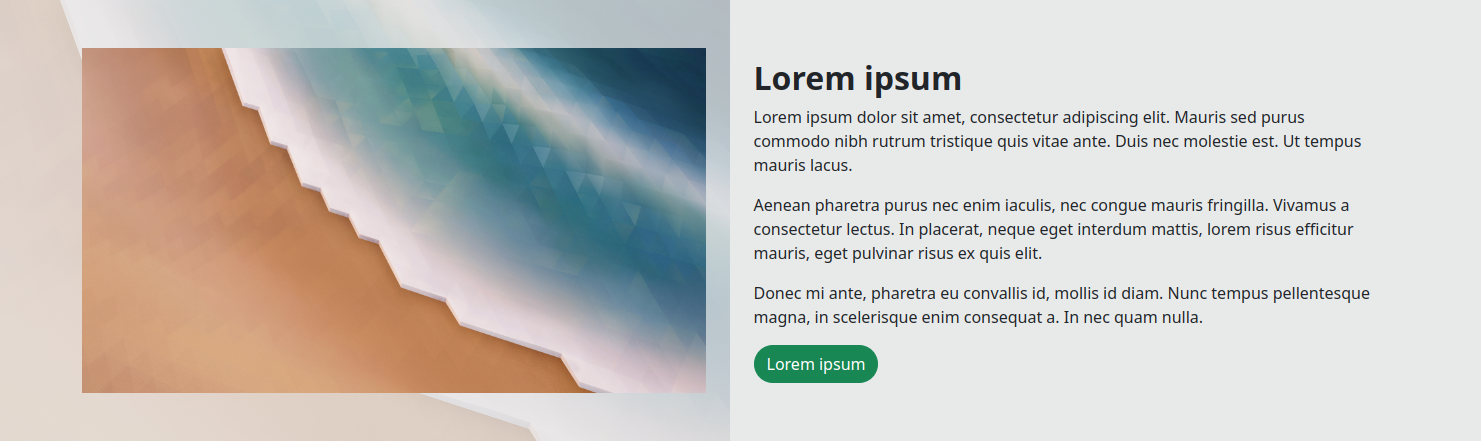 Lorem ipsum
Lorem ipsum dolor sit amet, consectetur adipiscing elit. Mauris sed purus
commodo nibh rutrum tristique quis vitae ante. Duis nec molestie est. Ut tempus
mauris lacus.
Aenean pharetra purus nec enim iaculis, nec congue mauris fringilla. Vivamus a
consectetur lectus. In placerat, neque eget interdum mattis, lorem risus efficitur
mauris, eget pulvinar risus ex quis elit.
Donec mi ante, pharetra eu convallis id, mollis id diam. Nunc tempus pellentesque
magna, in scelerisque enim consequat a. In nec quam nulla.
Lorem ipsum